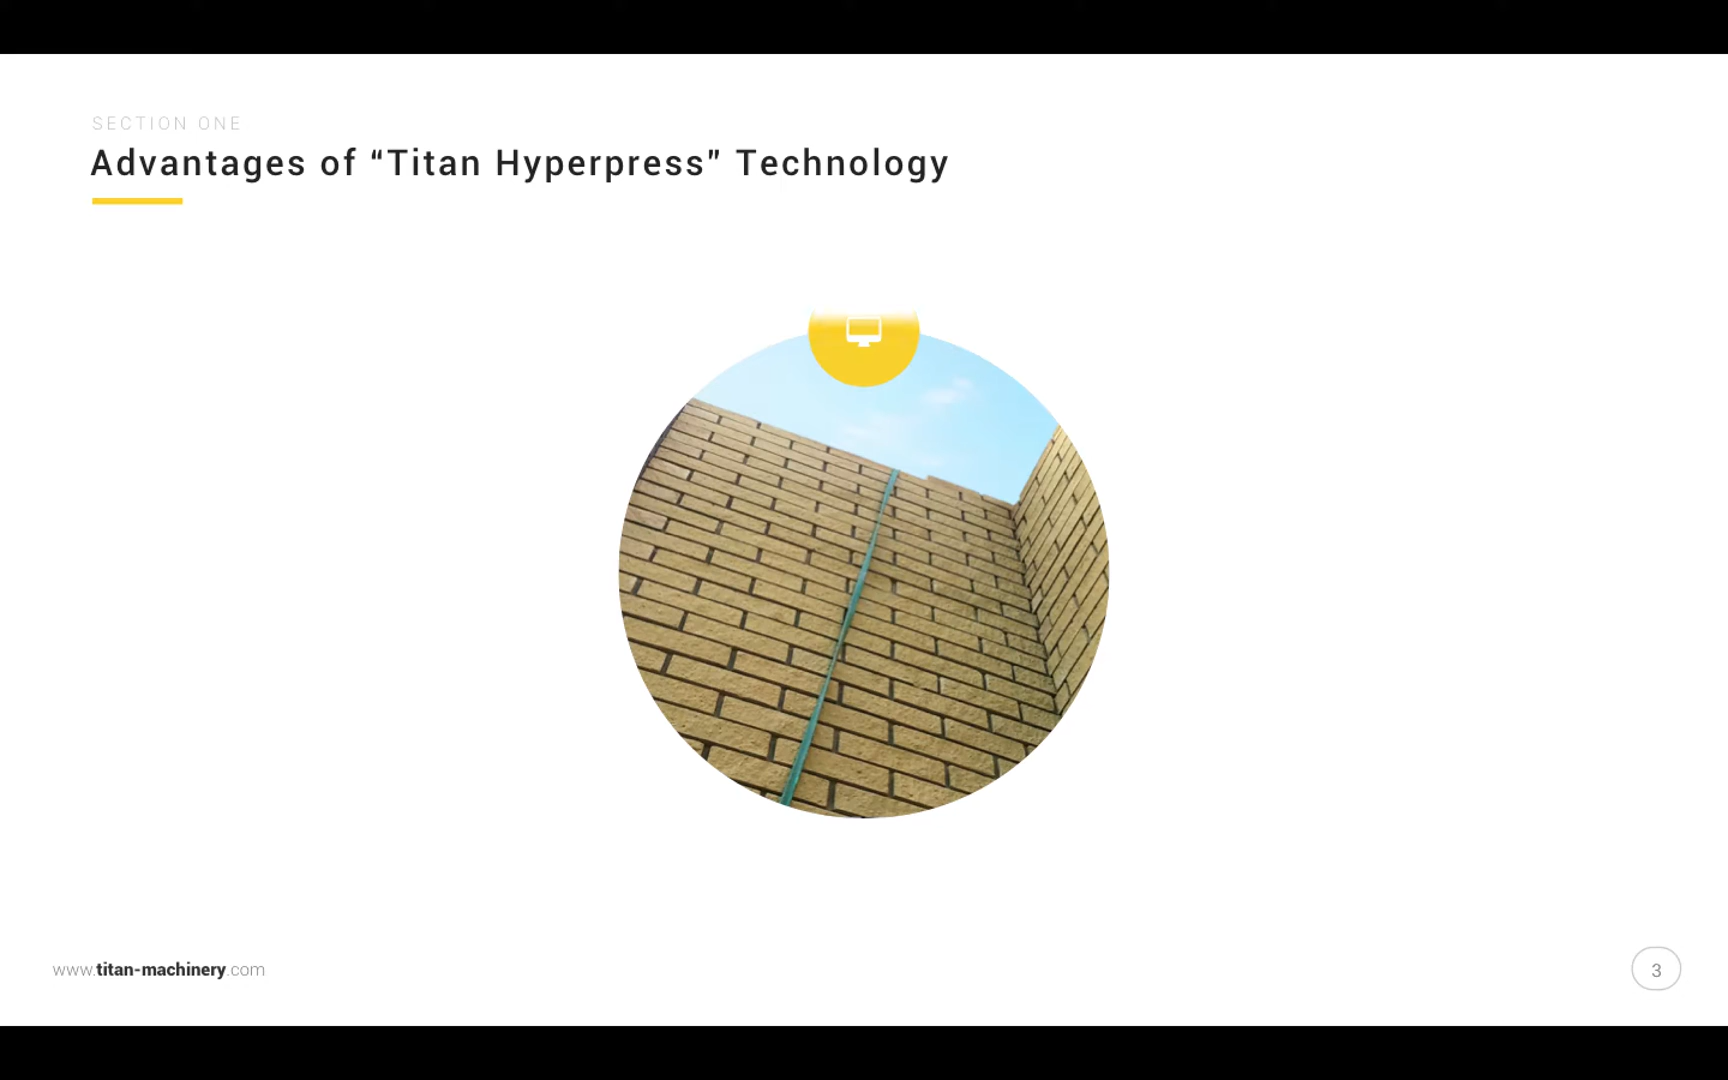 SECTION ONE
Advantages of “Titan Hyperpress” Technology
www.titan-machinery.com
3